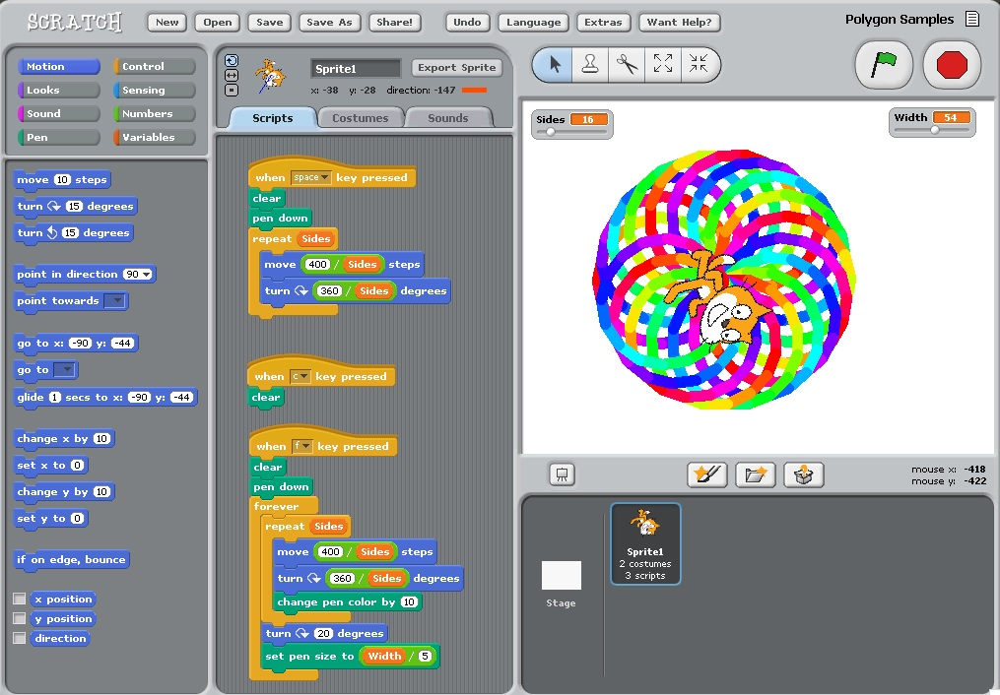 SCRATCH New Open Save Save As Share! Undo Language Extras Want Help? Polygon Samples
Motion Control
Looks Sensing
Sound Numbers
Pen Variables
move 10 steps
turn 15 degrees
turn 15 degrees
point in direction 90
point towards
go to x: -90 y: -44
go to
glide 1 secs to x: -90 y: -44
change x by 10
set x to 0
change y by 10
set y to 0
if on edge, bounce
x position
y position
direction
Sprite1 Export Sprite
x: -38 y: -28 direction: -147
Scripts Costumes Sounds
when space key pressed
clear
pen down
repeat Sides
move 400 / Sides steps
turn 360 / Sides degrees
when c key pressed
clear
when f key pressed
clear
pen down
forever
repeat Sides
move 400 / Sides steps
turn 360 / Sides degrees
change pen color by 10
turn 20 degrees
set pen size to Width / 5
Sides 16
Width 54
mouse x: -418
mouse y: -422
Stage
Sprite1
2 costumes
3 scripts